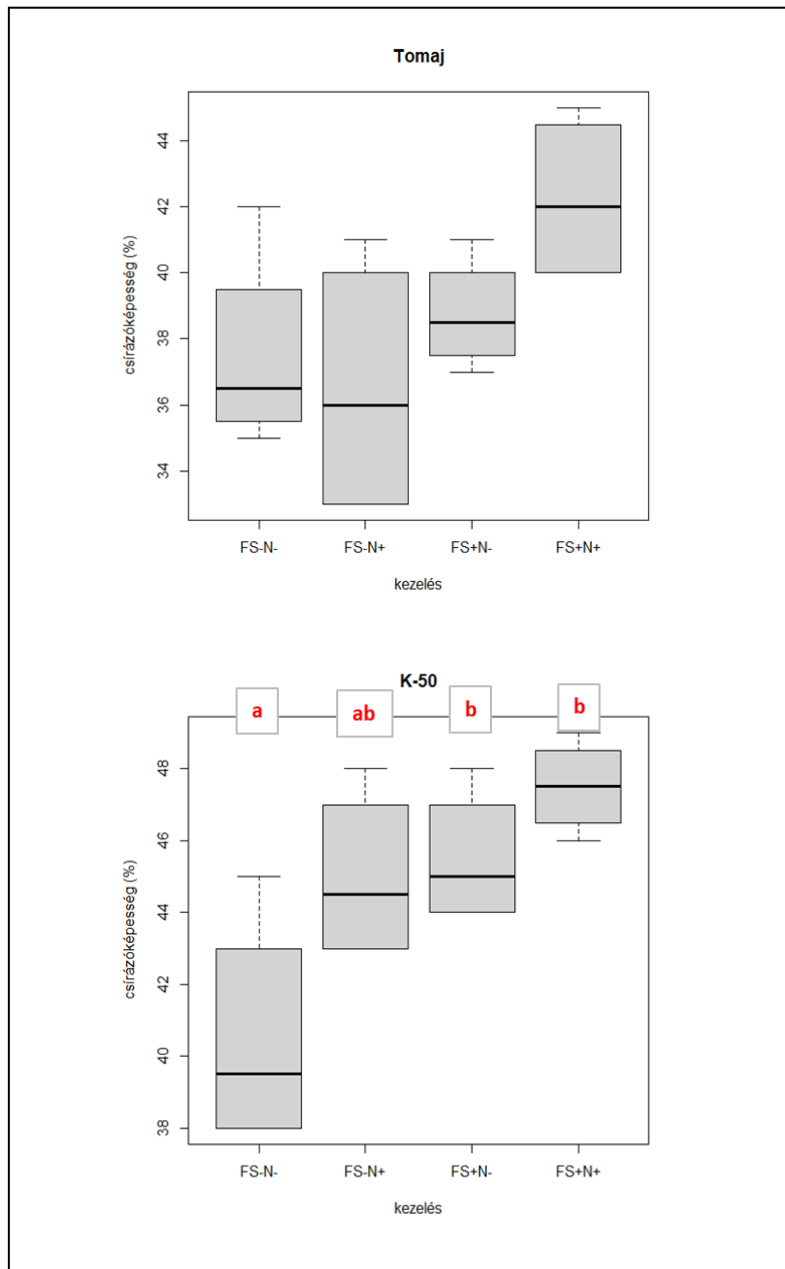 Tomaj
csírázóképesség (%)
44
42
40
38
36
34
FS-N- FS-N+ FS+N- FS+N+
kezelés
K-50
a ab b b
csírázóképesség (%)
48
46
44
42
40
38
FS-N- FS-N+ FS+N- FS+N+
kezelés